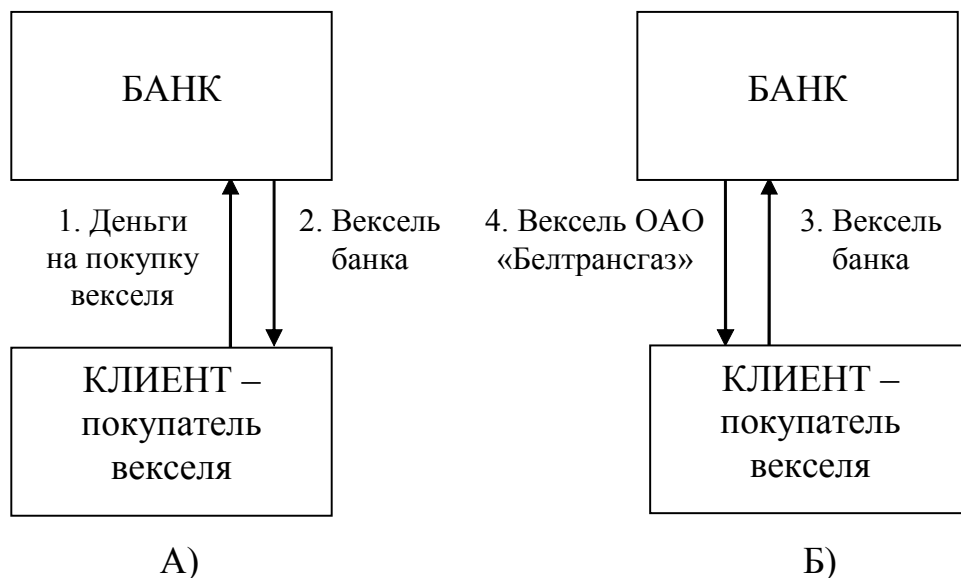 БАНК
1. Деньги
на покупку
векселя
2. Вексель
банка
КЛИЕНТ –
покупатель
векселя
А)
БАНК
4. Вексель ОАО
«Белтрансгаз»
3. Вексель
банка
КЛИЕНТ –
покупатель
векселя
Б)